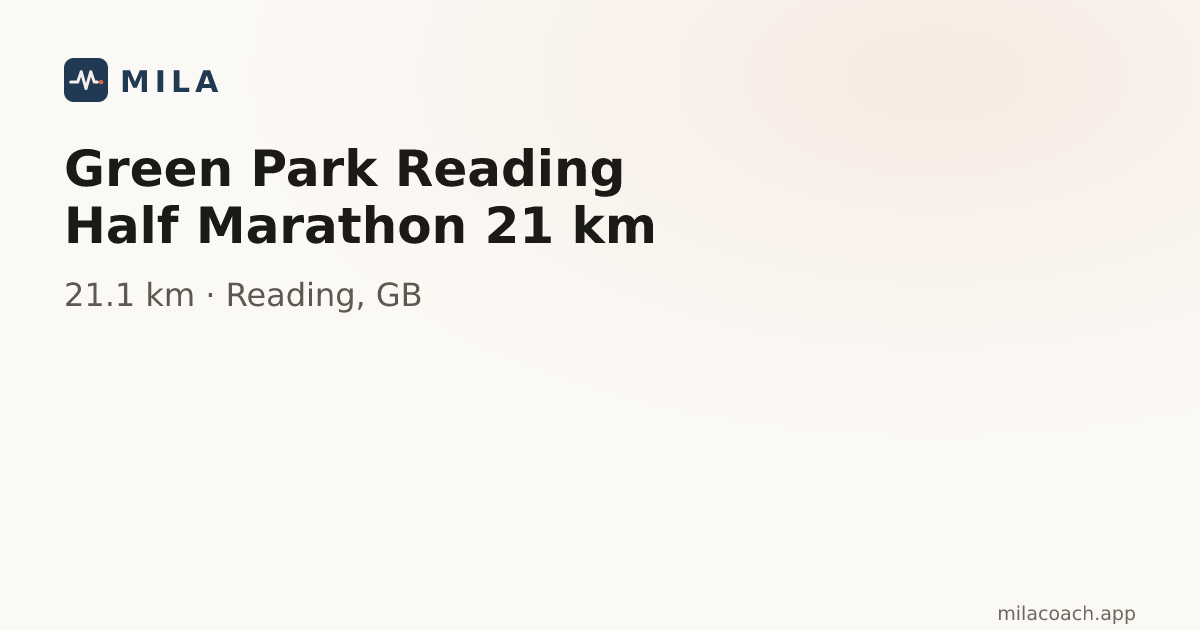 MILA
Green Park Reading
Half Marathon 21 km
21.1 km · Reading, GB
milacoach.app